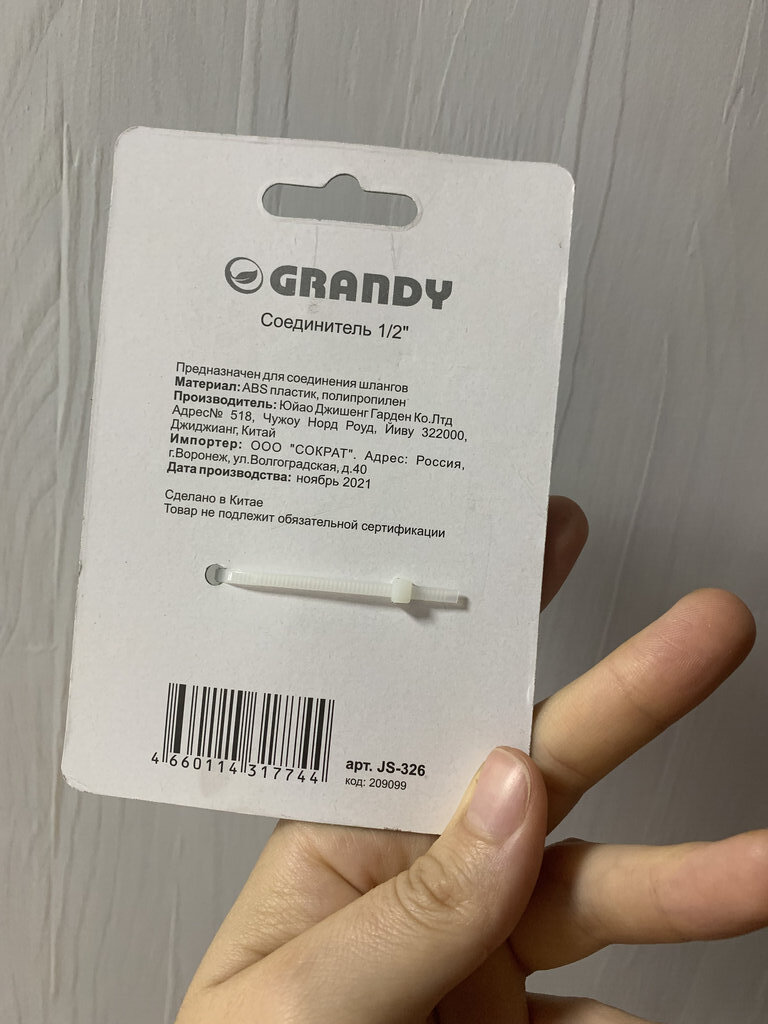 GRANDY
Соединитель 1/2"
Предназначен для соединения шлангов
Материал: ABS пластик, полипропилен
Производитель: Юйао Джишенг Гарден Ко.Лтд
Адрес№ 518, Чужоу Норд Роуд, Йиву 322000,
Джиджианг, Китай
Импортер: ООО "СОКРАТ". Адрес: Россия,
г.Воронеж, ул.Волгоградская, д.40
Дата производства: ноябрь 2021
Сделано в Китае
Товар не подлежит обязательной сертификации
4 660114 317744
арт. JS-326
код: 209099